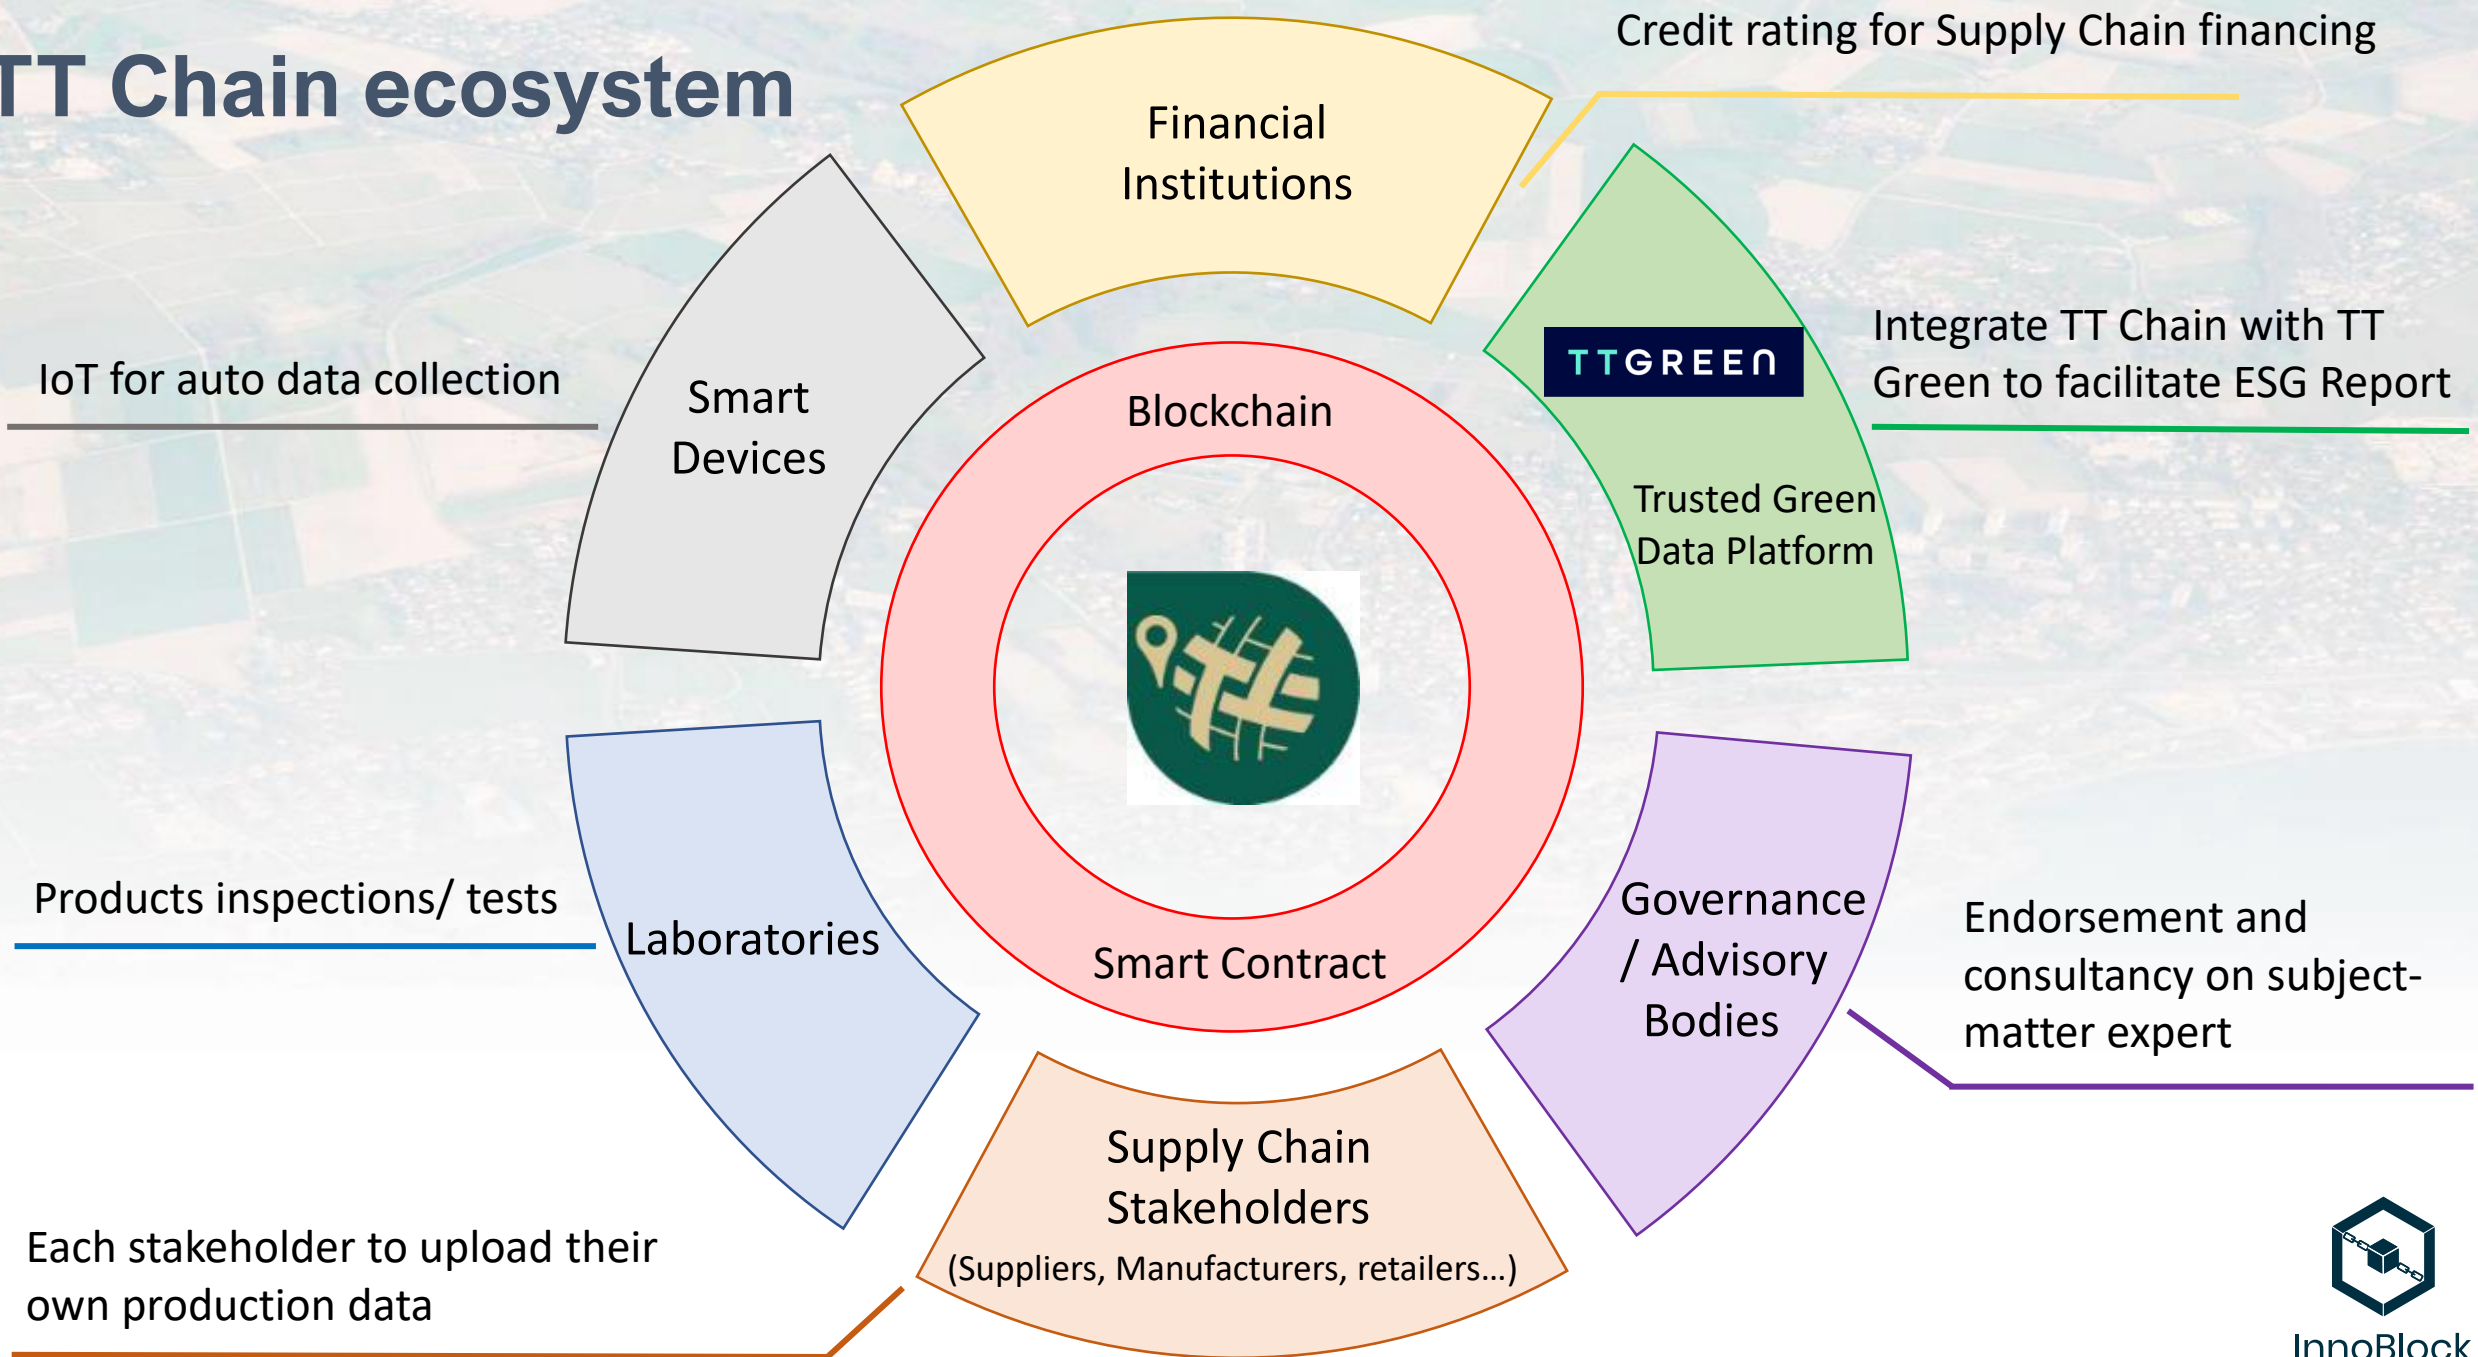 TT Chain ecosystem
Credit rating for Supply Chain financing
Financial
Institutions
TTGREEN
Integrate TT Chain with TT
Green to facilitate ESG Report
Trusted Green
Data Platform
IoT for auto data collection
Smart
Devices
Blockchain
Smart Contract
Products inspections/ tests
Laboratories
Governance
/ Advisory
Bodies
Endorsement and
consultancy on subject-
matter expert
Supply Chain
Stakeholders
(Suppliers, Manufacturers, retailers...)
Each stakeholder to upload their
own production data
InnoBlock